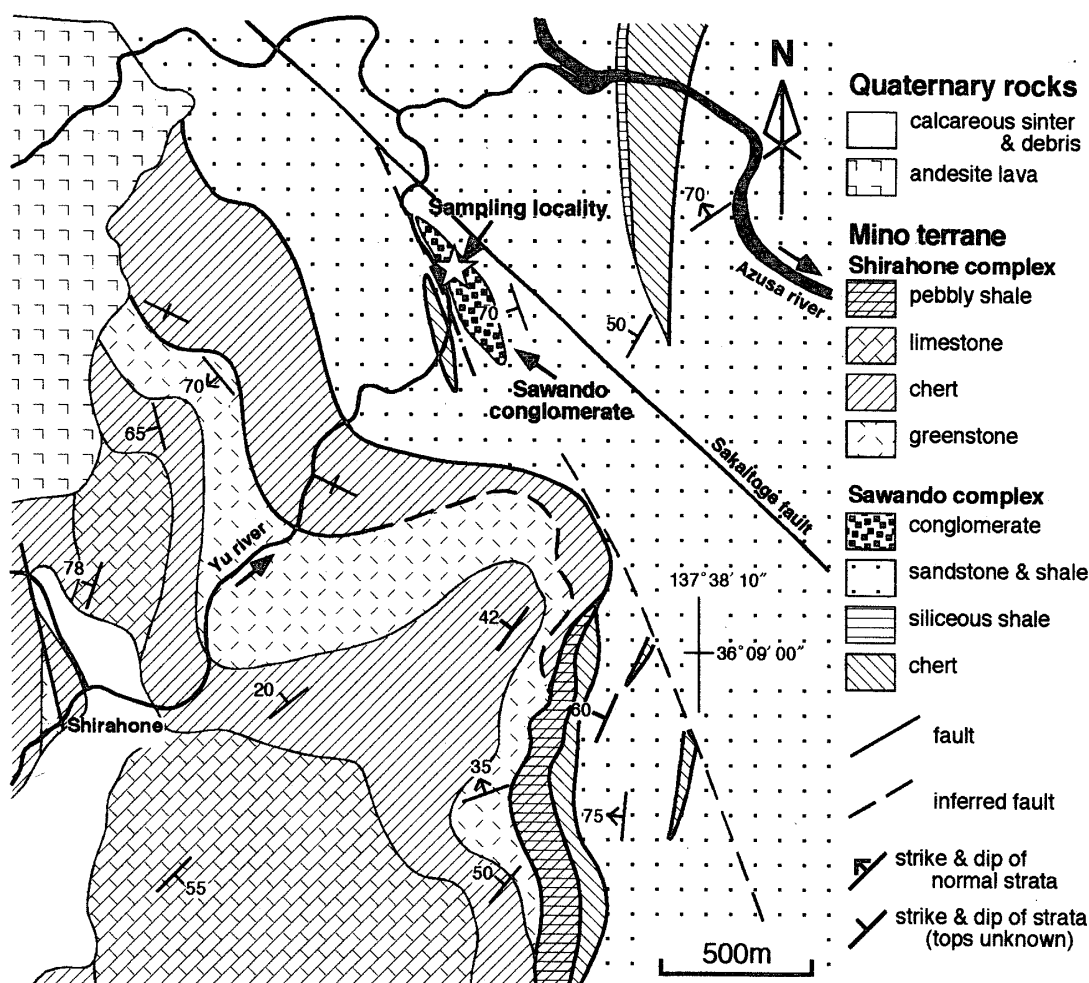 N
Quaternary rocks
calcareous sinter
& debris
andesite lava
Mino terrane
Shirahone complex
pebbly shale
limestone
chert
greenstone
Sawando complex
conglomerate
sandstone & shale
siliceous shale
chert
fault
inferred fault
strike & dip of
normal strata
strike & dip of strata
(tops unknown)
Sampling locality
70
Azusa river
70
50
Sawando
conglomerate
70
65
Sakaitoge fault
Yu river
78
137°38' 10"
42
36°09' 00"
20
60
Shirahone
35
75
50
55
500m